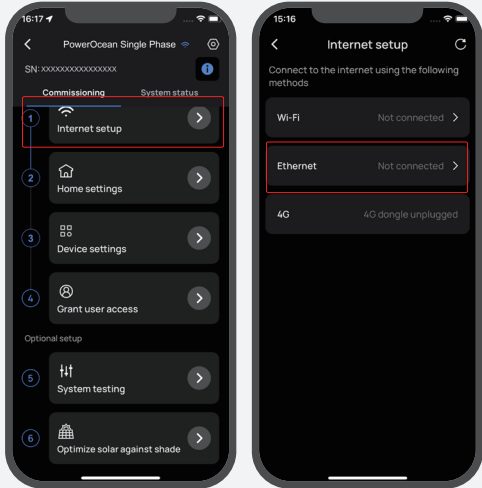 16:17
PowerOcean Single Phase
SN: XXXXXXXXXXXXXXXX
Commissioning
System status
1
Internet setup
2
Home settings
3
Device settings
4
Grant user access
Optional setup
5
System testing
6
Optimize solar against shade
15:16
Internet setup
Connect to the internet using the following
methods
Wi-Fi
Not connected
Ethernet
Not connected
4G
4G dongle unplugged